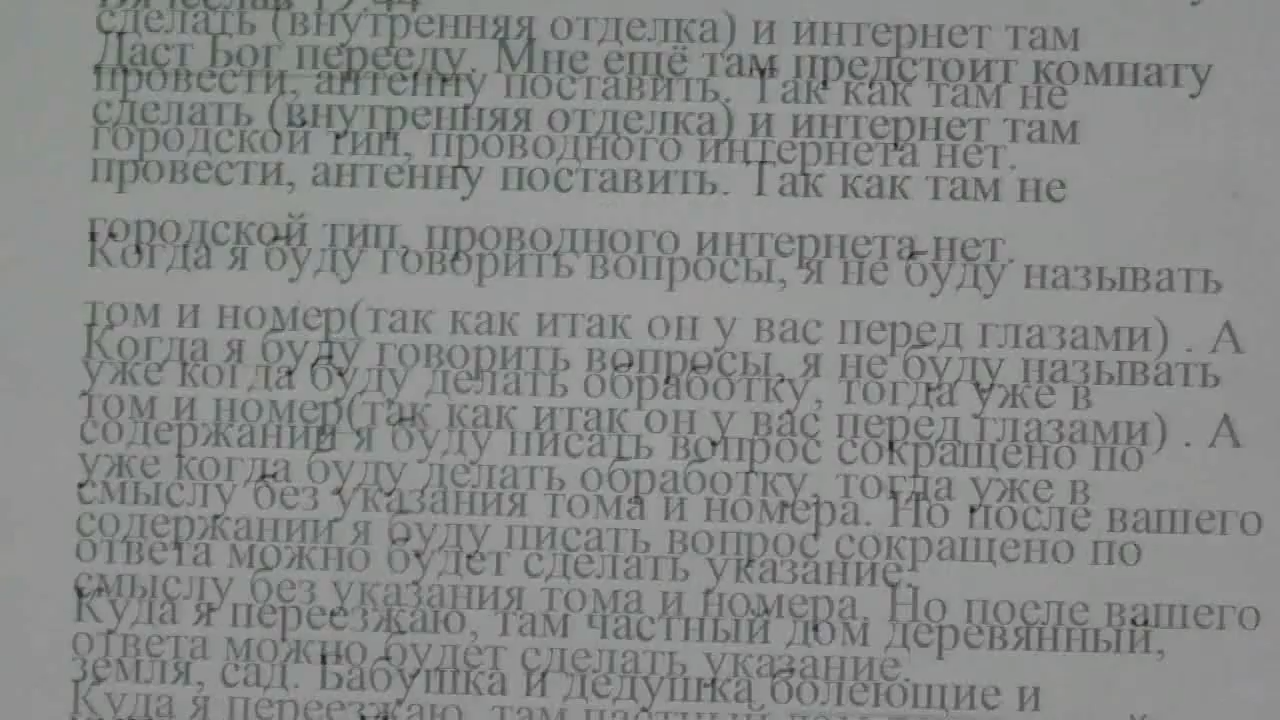 Вячеслав 19:44
сделать (внутренняя отделка) и интернет там
Даст Бог перееду. Мне ещё там предстоит комнату
провести, антенну поставить. Так как там не
сделать (внутренняя отделка) и интернет там
городской тип, проводного интернета нет.
провести, антенну поставить. Так как там не
городской тип, проводного интернета нет.
Когда я буду говорить вопросы, я не буду называть
том и номер(так как итак он у вас перед глазами) . А
Когда я буду говорить вопросы, я не буду называть
уже когда буду делать обработку, тогда уже в
том и номер(так как итак он у вас перед глазами) . А
содержании я буду писать вопрос сокращено по
уже когда буду делать обработку, тогда уже в
смыслу без указания тома и номера. Но после вашего
содержании я буду писать вопрос сокращено по
ответа можно будет сделать указание.
смыслу без указания тома и номера. Но после вашего
Куда я переезжаю, там частный дом деревянный,
ответа можно будет сделать указание.
земля, сад. Бабушка и дедушка болеющие и
Куда я переезжаю, там частный дом